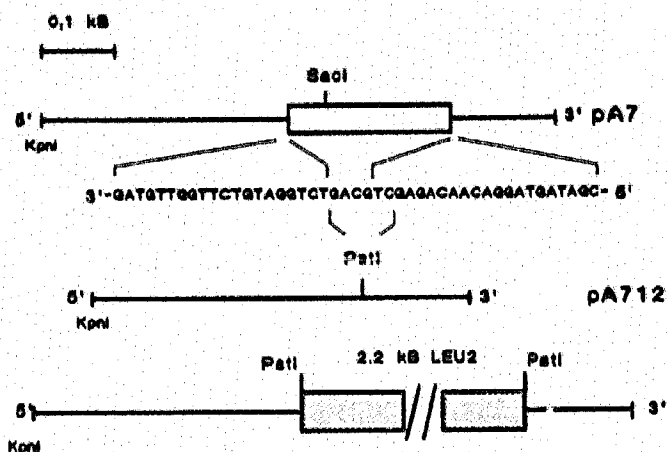 0,1 kB
SacI
5' 3' pA7
KpnI
3'-GATGTTGGTTCTGTAGGTCTGACGTCGAGACAACAGGATGATAGC- 5'
PstI
5' 3' pA712
KpnI
PstI 2.2 kB LEU2 PstI
5' 3'
KpnI